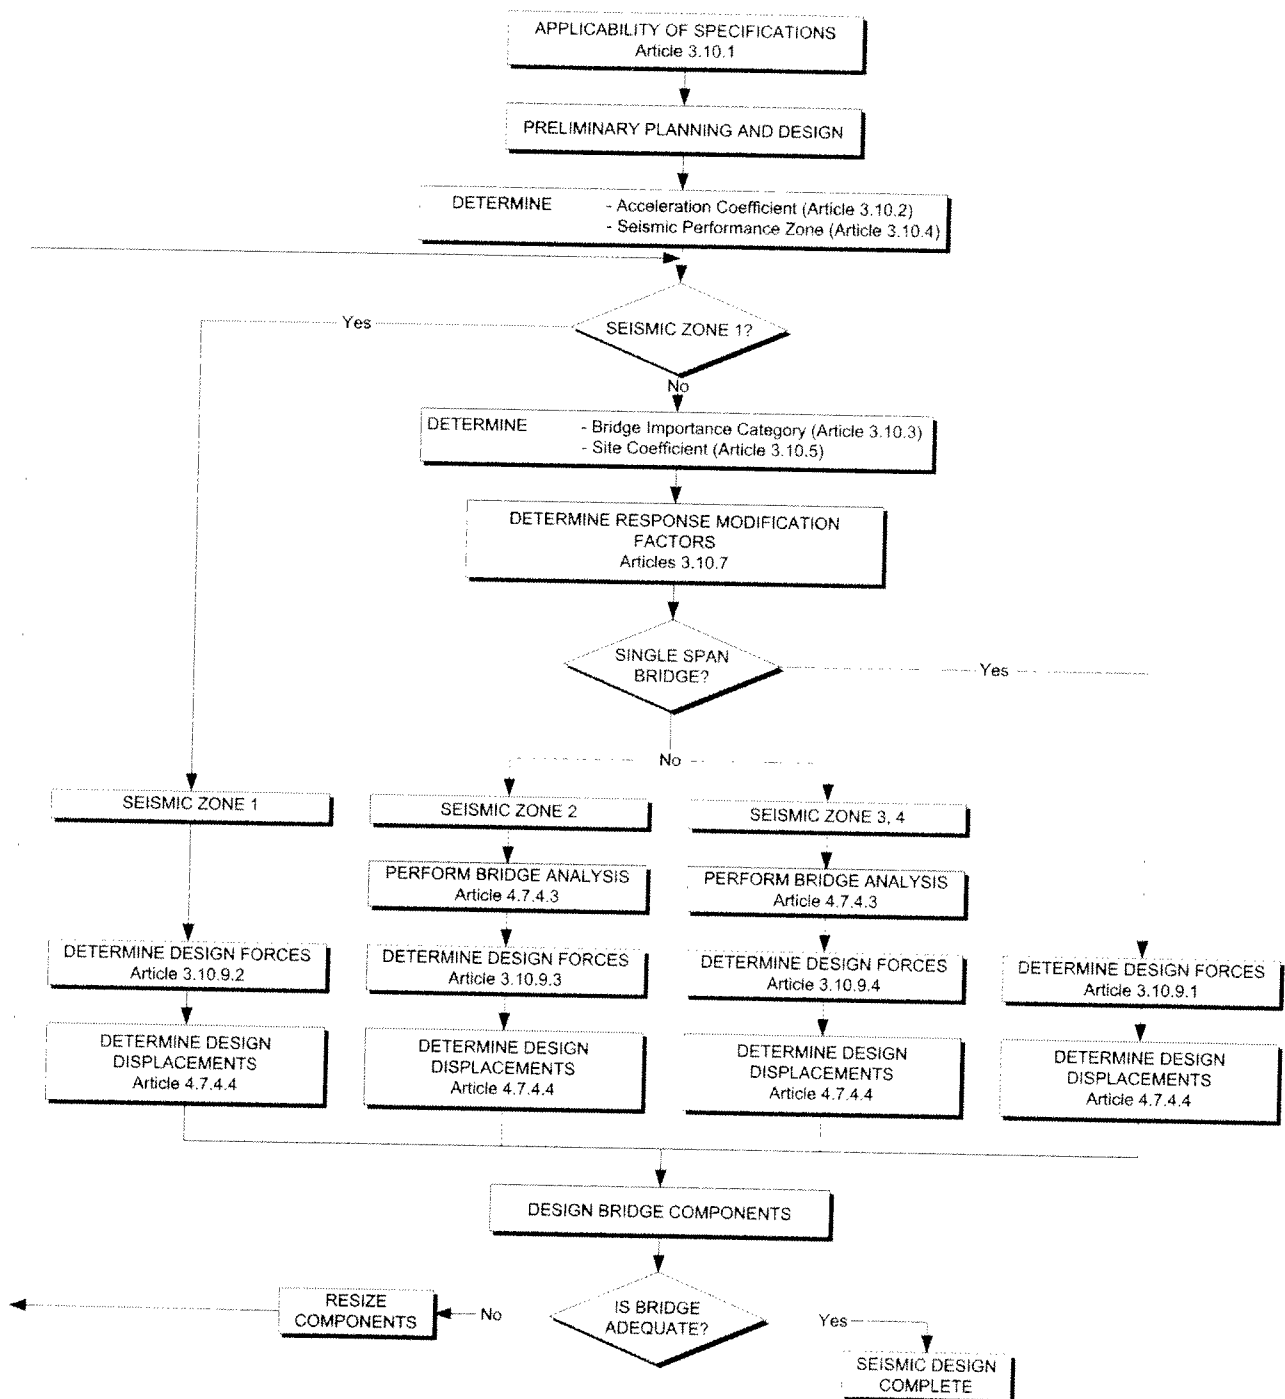 APPLICABILITY OF SPECIFICATIONS
Article 3.10.1
PRELIMINARY PLANNING AND DESIGN
DETERMINE - Acceleration Coefficient (Article 3.10.2)
- Seismic Performance Zone (Article 3.10.4)
Yes
SEISMIC ZONE 1?
No
DETERMINE - Bridge Importance Category (Article 3.10.3)
- Site Coefficient (Article 3.10.5)
DETERMINE RESPONSE MODIFICATION
FACTORS
Articles 3.10.7
SINGLE SPAN
BRIDGE?
Yes
No
SEISMIC ZONE 1
SEISMIC ZONE 2
SEISMIC ZONE 3, 4
PERFORM BRIDGE ANALYSIS
Article 4.7.4.3
PERFORM BRIDGE ANALYSIS
Article 4.7.4.3
DETERMINE DESIGN FORCES
Article 3.10.9.2
DETERMINE DESIGN FORCES
Article 3.10.9.3
DETERMINE DESIGN FORCES
Article 3.10.9.4
DETERMINE DESIGN FORCES
Article 3.10.9.1
DETERMINE DESIGN
DISPLACEMENTS
Article 4.7.4.4
DETERMINE DESIGN
DISPLACEMENTS
Article 4.7.4.4
DETERMINE DESIGN
DISPLACEMENTS
Article 4.7.4.4
DETERMINE DESIGN
DISPLACEMENTS
Article 4.7.4.4
DESIGN BRIDGE COMPONENTS
RESIZE
COMPONENTS
No
IS BRIDGE
ADEQUATE?
Yes
SEISMIC DESIGN
COMPLETE